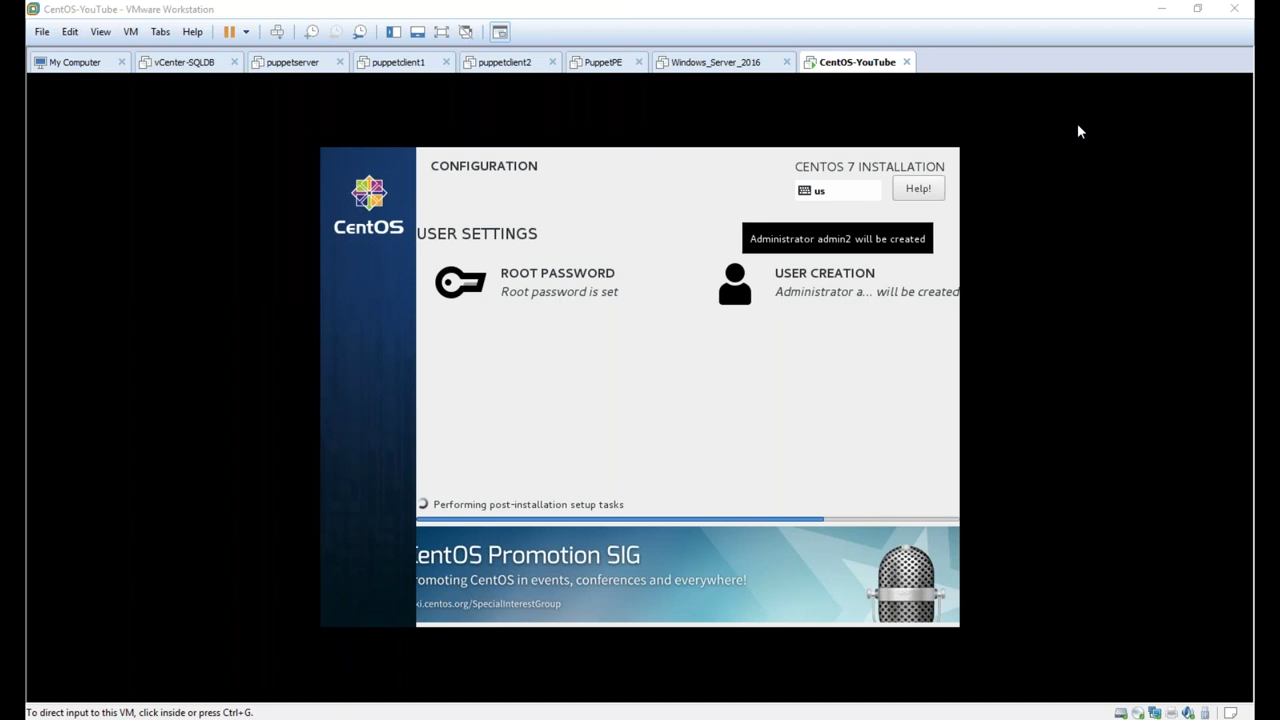 CentOS-YouTube - VMware Workstation
File Edit View VM Tabs Help
My Computer vCenter-SQLDB puppetserver puppetclient1 puppetclient2 PuppetPE Windows_Server_2016 CentOS-YouTube
CONFIGURATION
CENTOS 7 INSTALLATION
us
Help!
CentOS
USER SETTINGS
Administrator admin2 will be created
ROOT PASSWORD
Root password is set
USER CREATION
Administrator a... will be created
Performing post-installation setup tasks
CentOS Promotion SIG
romoting CentOS in events, conferences and everywhere!
ki.centos.org/SpecialInterestGroup
To direct input to this VM, click inside or press Ctrl+G.